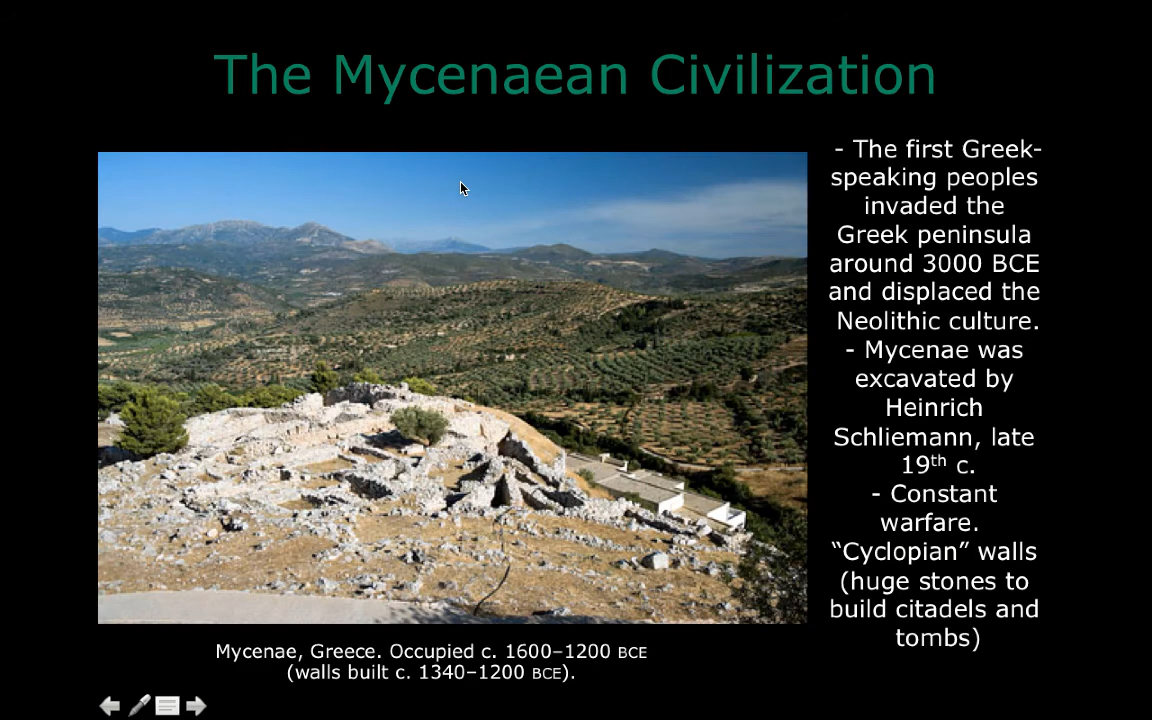 The Mycenaean Civilization
- The first Greek-
speaking peoples
invaded the
Greek peninsula
around 3000 BCE
and displaced the
Neolithic culture.
- Mycenae was
excavated by
Heinrich
Schliemann, late
19th c.
- Constant
warfare.
“Cyclopian” walls
(huge stones to
build citadels and
tombs)
Mycenae, Greece. Occupied c. 1600–1200 BCE
(walls built c. 1340–1200 BCE).